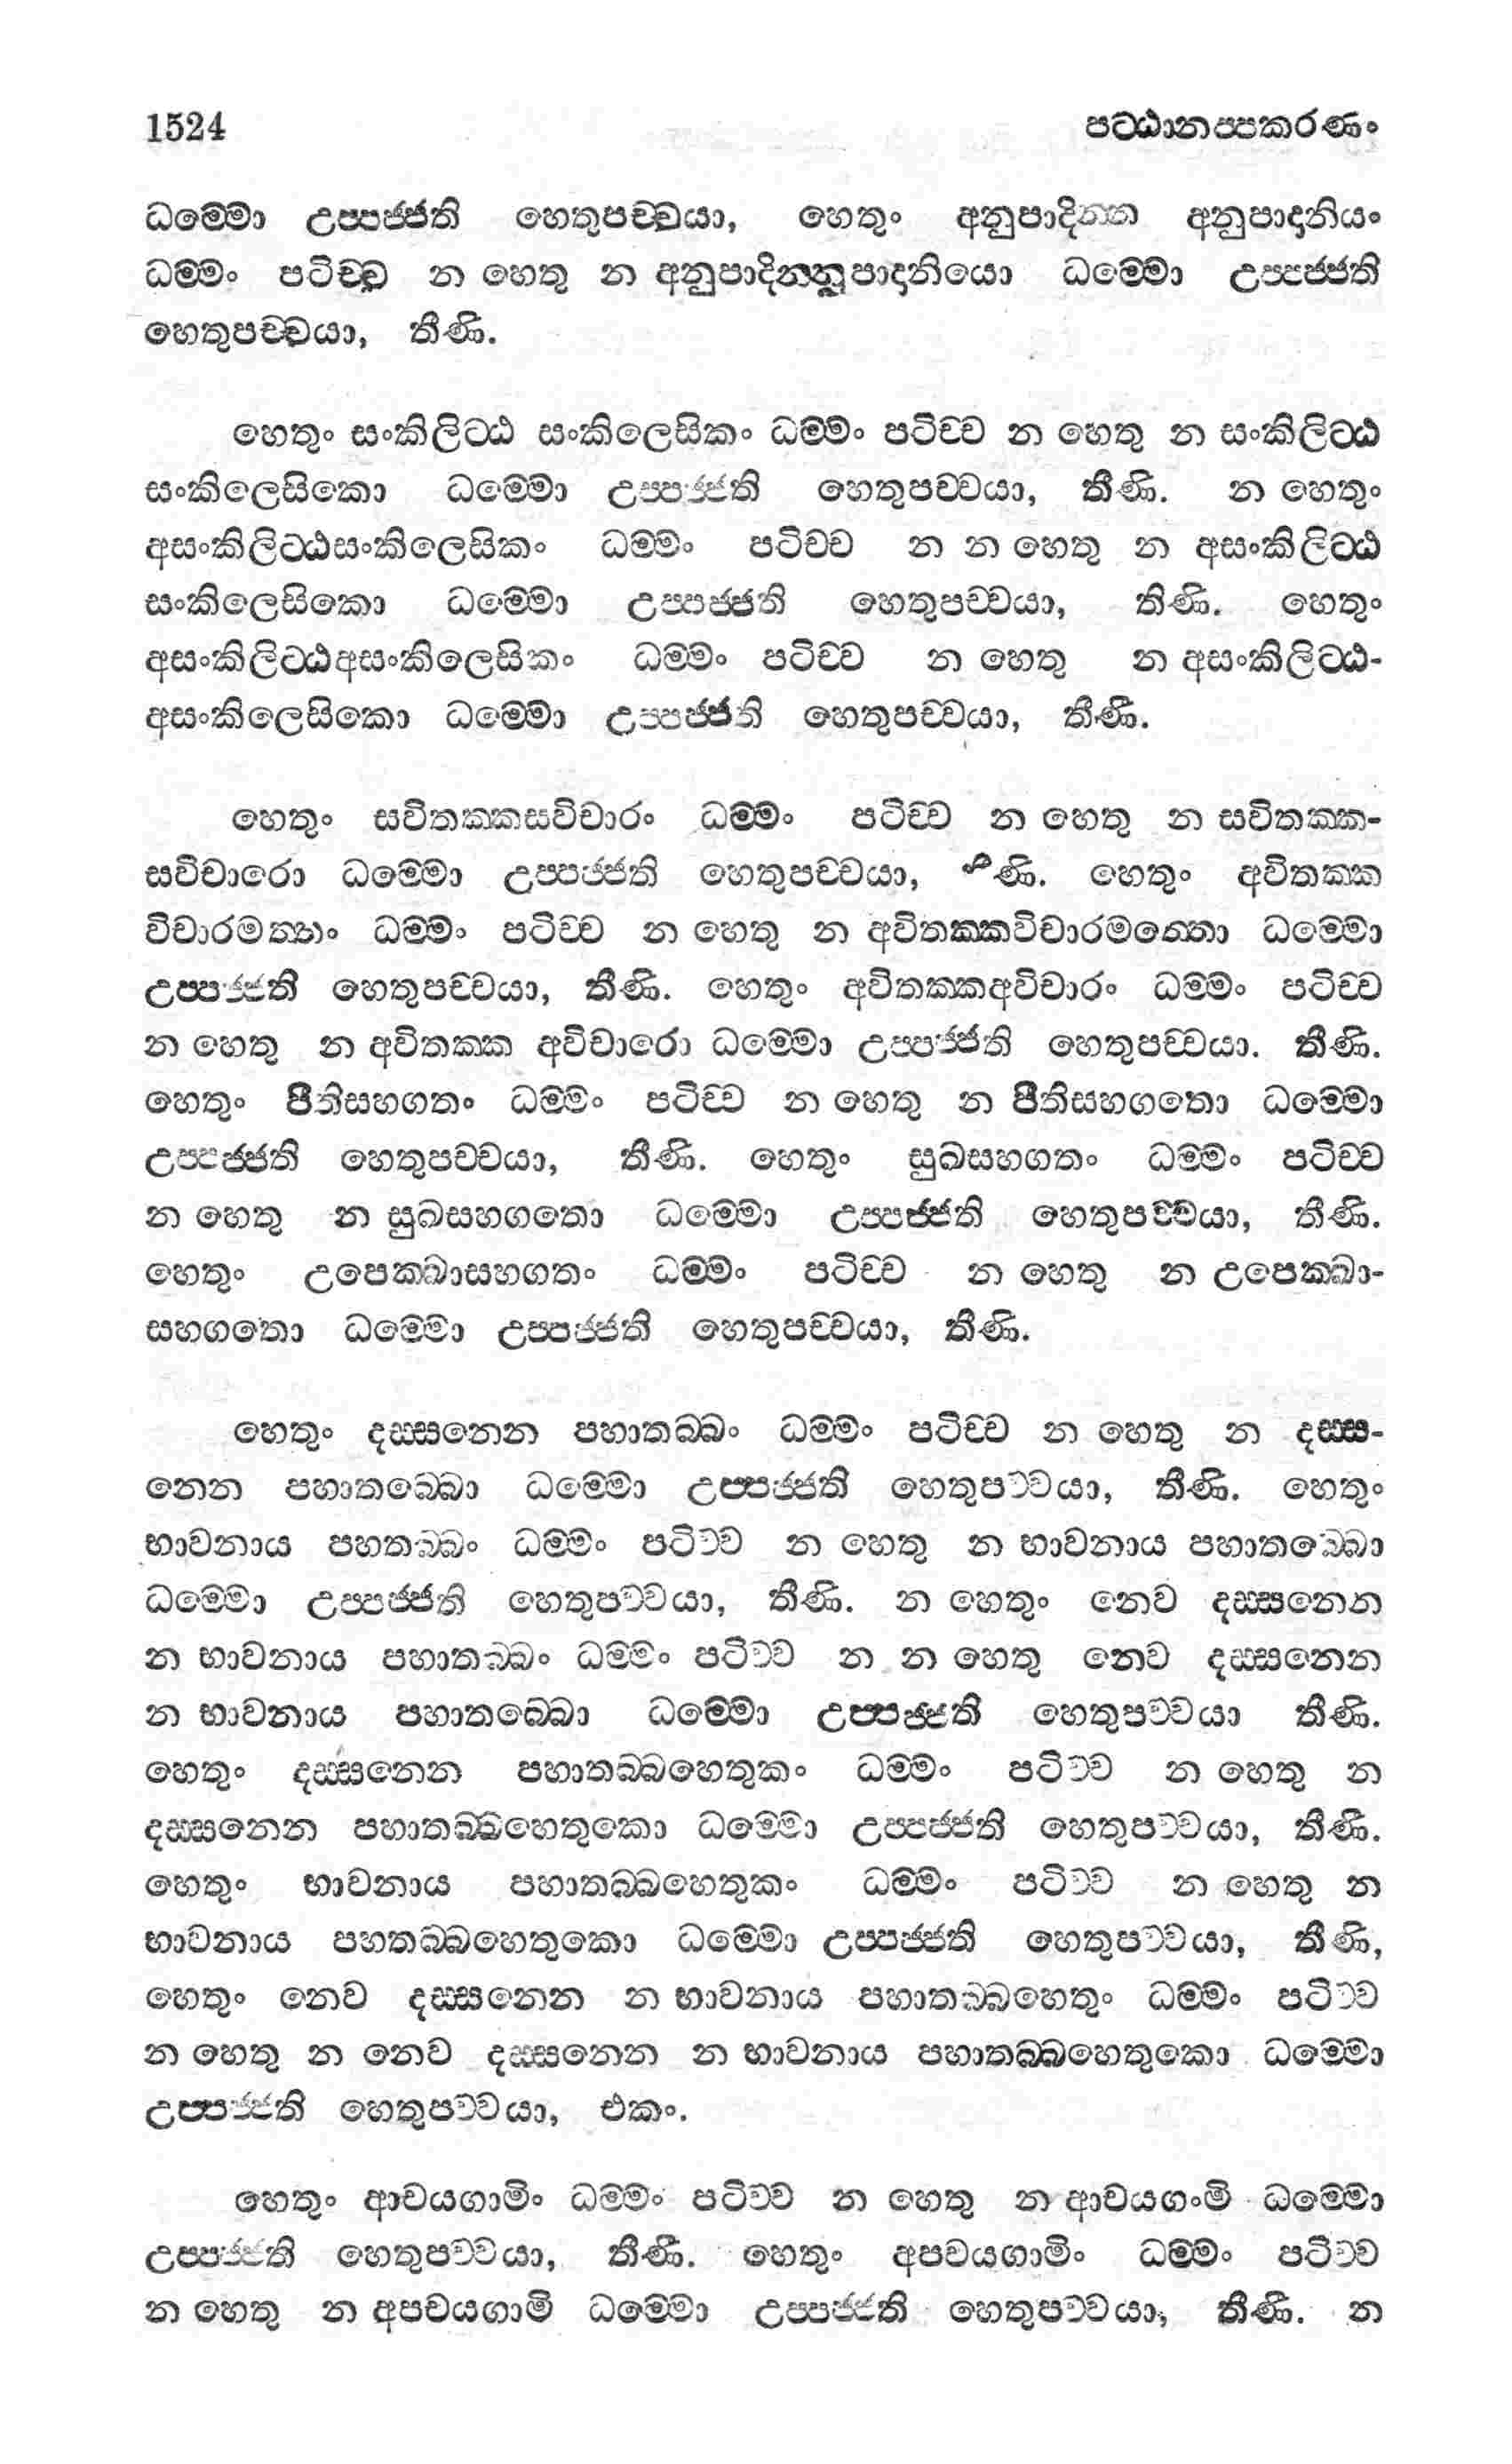 1524 පට්ඨානප්පකරණං
ධම්මො උප්පජ්ජති හෙතුපච්චයා, හෙතුං අනුපාදින්න අනුපාදානියං
ධම්මං පටිච්ච න හෙතු න අනුපාදින්නුපාදානියො ධම්මො උප්පජ්ජති
හෙතුපච්චයා, තීණි.
හෙතුං සංකිලිට්ඨ සංකිලෙසිකං ධම්මං පටිච්ච න හෙතු න සංකිලිට්ඨ
සංකිලෙසිකො ධම්මො උප්පජ්ජති හෙතුපච්චයා, තීණි. න හෙතුං
අසංකිලිට්ඨසංකිලෙසිකං ධම්මං පටිච්ච න න හෙතු න අසංකිලිට්ඨ
සංකිලෙසිකො ධම්මො උප්පජ්ජති හෙතුපච්චයා, තිණි. හෙතුං
අසංකිලිට්ඨඅසංකිලෙසිකං ධම්මං පටිච්ච න හෙතු න අසංකිලිට්ඨ-
අසංකිලෙසිකො ධම්මො උප්පජ්ජති හෙතුපච්චයා, තීණී.
හෙතුං සවිතක්කසවිචාරං ධම්මං පටිච්ච න හෙතු න සවිතක්ක-
සවිචාරො ධම්මො උප්පජ්ජති හෙතුපච්චයා, තීණි. හෙතුං අවිතක්ක
විචාරමත්තං ධම්මං පටිච්ච න හෙතු න අවිතක්කවිචාරමත්තො ධම්මො
උප්පජ්ජති හෙතුපච්චයා, තීණි. හෙතුං අවිතක්කඅවිචාරං ධම්මං පටිච්ච
න හෙතු න අවිතක්ක අවිචාරො ධම්මො උප්පජ්ජති හෙතුපච්චයා. තීණි.
හෙතුං පීතිසහගතං ධම්මං පටිච්ච න හෙතු න පීතිසහගතො ධම්මො
උප්පජ්ජති හෙතුපච්චයා, තීණි. හෙතුං සුඛසහගතං ධම්මං පටිච්ච
න හෙතු න සුඛසහගතො ධම්මො උප්පජ්ජති හෙතුපච්චයා, තීණි.
හෙතුං උපෙක්ඛාසහගතං ධම්මං පටිච්ච න හෙතු න උපෙක්ඛා-
සහගතො ධම්මො උප්පජ්ජති හෙතුපච්චයා, තීණි.
හෙතුං දස්සනෙන පහාතබ්බං ධම්මං පටිච්ච න හෙතු න දස්ස-
නෙන පහාතබ්බො ධම්මො උප්පජ්ජති හෙතුපච්චයා, තීණි. හෙතුං
භාවනාය පහතබ්බං ධම්මං පටිච්ච න හෙතු න භාවනාය පහාතබ්බො
ධම්මො උප්පජ්ජති හෙතුපච්චයා, තීණි. න හෙතුං නෙව දස්සනෙන
න භාවනාය පහාතබ්බං ධම්මං පටිච්ච න න හෙතු නෙව දස්සනෙන
න භාවනාය පහාතබ්බො ධම්මො උප්පජ්ජති හෙතුපච්චයා තීණි.
හෙතුං දස්සනෙන පහාතබ්බහෙතුකං ධම්මං පටිච්ච න හෙතු න
දස්සනෙන පහාතබ්බහෙතුකො ධම්මො උප්පජ්ජති හෙතුපච්චයා, තීණී.
හෙතුං භාවනාය පහාතබ්බහෙතුකං ධම්මං පටිච්ච න හෙතු න
භාවනාය පහතබ්බහෙතුකො ධම්මො උප්පජ්ජති හෙතුපච්චයා, තීණි,
හෙතුං නෙව දස්සනෙන න භාවනාය පහාතබ්බහෙතුං ධම්මං පටිච්ච
න හෙතු න නෙව දස්සනෙන න භාවනාය පහාතබ්බහෙතුකො ධම්මො
උප්පජ්ජති හෙතුපච්චයා, එකං.
හෙතුං ආචයගාමිං ධම්මං පටිච්ච න හෙතු න ආචයගංමි ධම්මො
උප්පජ්ජති හෙතුපච්චයා, තීණී. හෙතුං අපචයගාමිං ධම්මං පටිච්ච
න හෙතු න අපචයගාමි ධම්මො උප්පජ්ජති හෙතුපච්චයා, තීණි. න